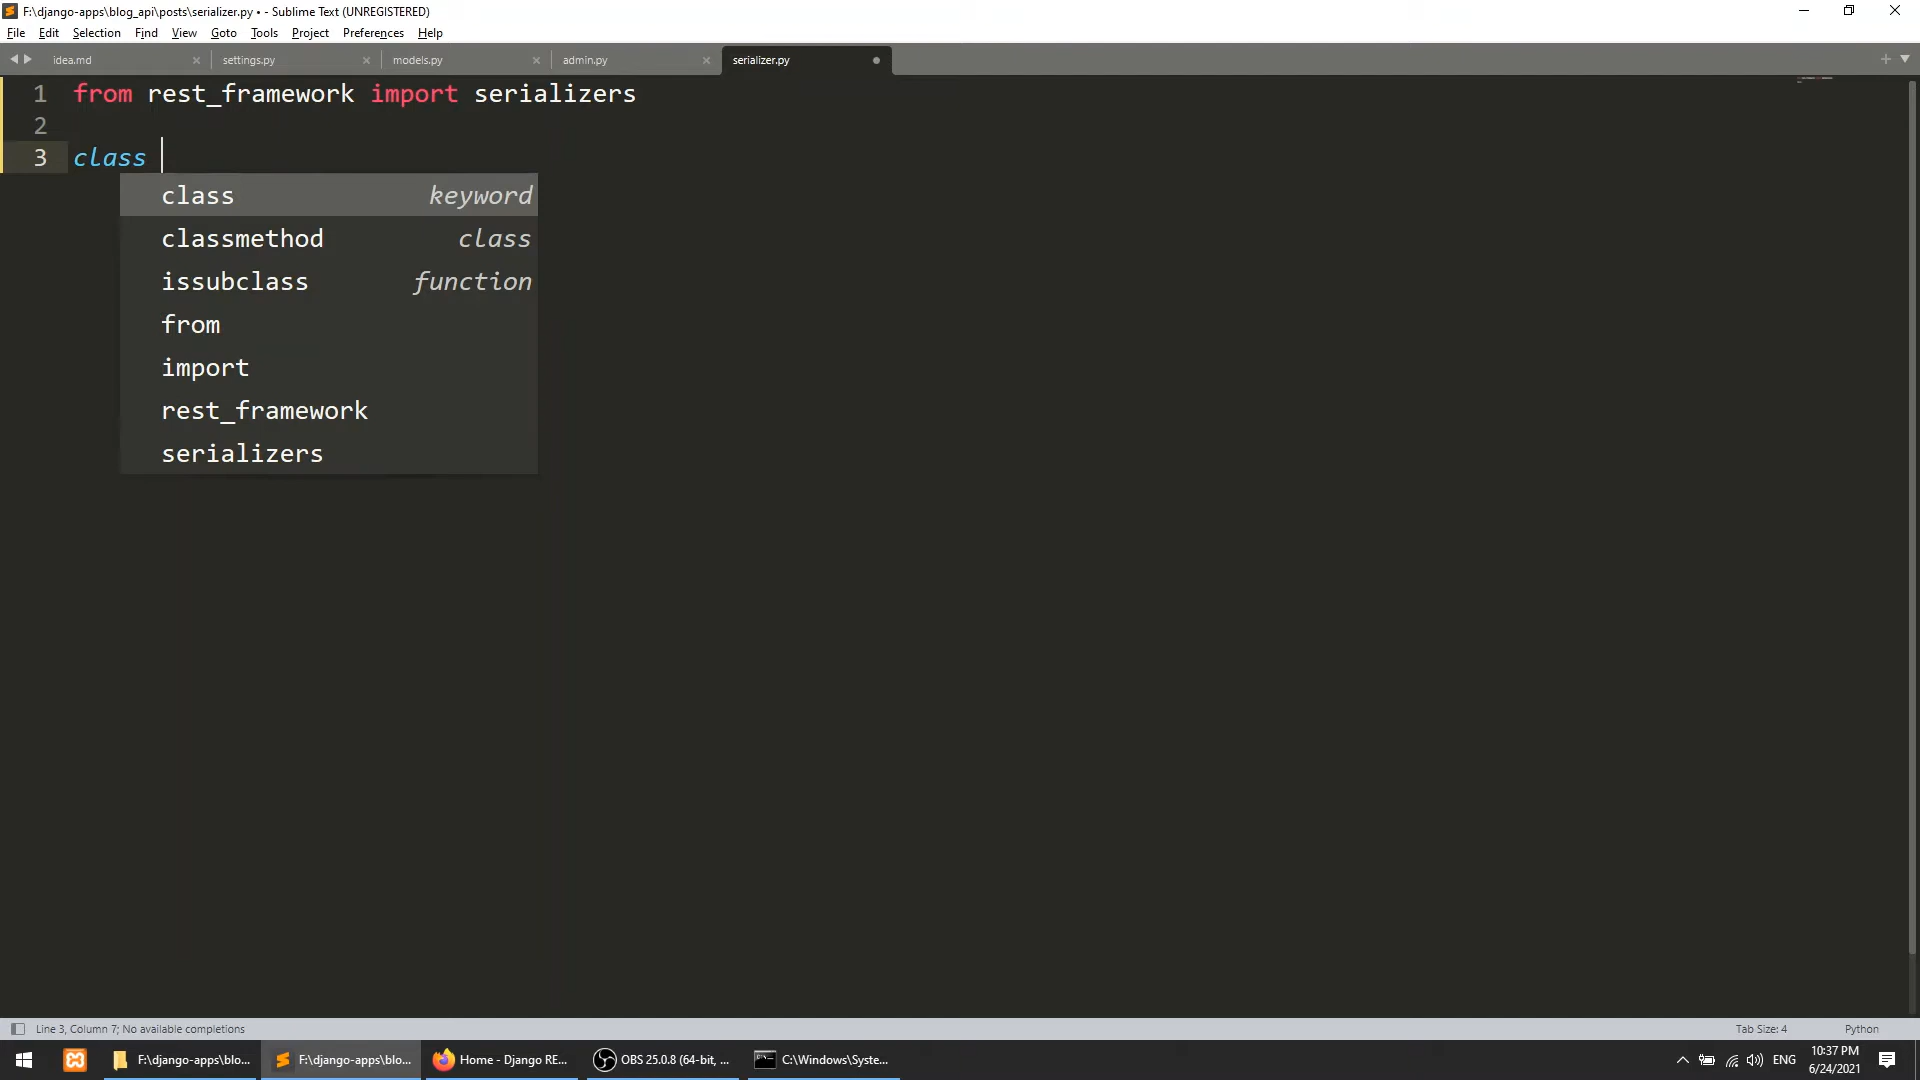 F:\django-apps\blog_api\posts\serializer.py • - Sublime Text (UNREGISTERED)
File Edit Selection Find View Goto Tools Project Preferences Help
idea.md × settings.py × models.py × admin.py × serializer.py
1 from rest_framework import serializers
2
3 class
class keyword
classmethod class
issubclass function
from
import
rest_framework
serializers
Line 3, Column 7; No available completions Tab Size: 4 Python
F:\django-apps\blo... F:\django-apps\blo... Home - Django RE... OBS 25.0.8 (64-bit, ... C:\Windows\Syste... ENG 10:37 PM
6/24/2021